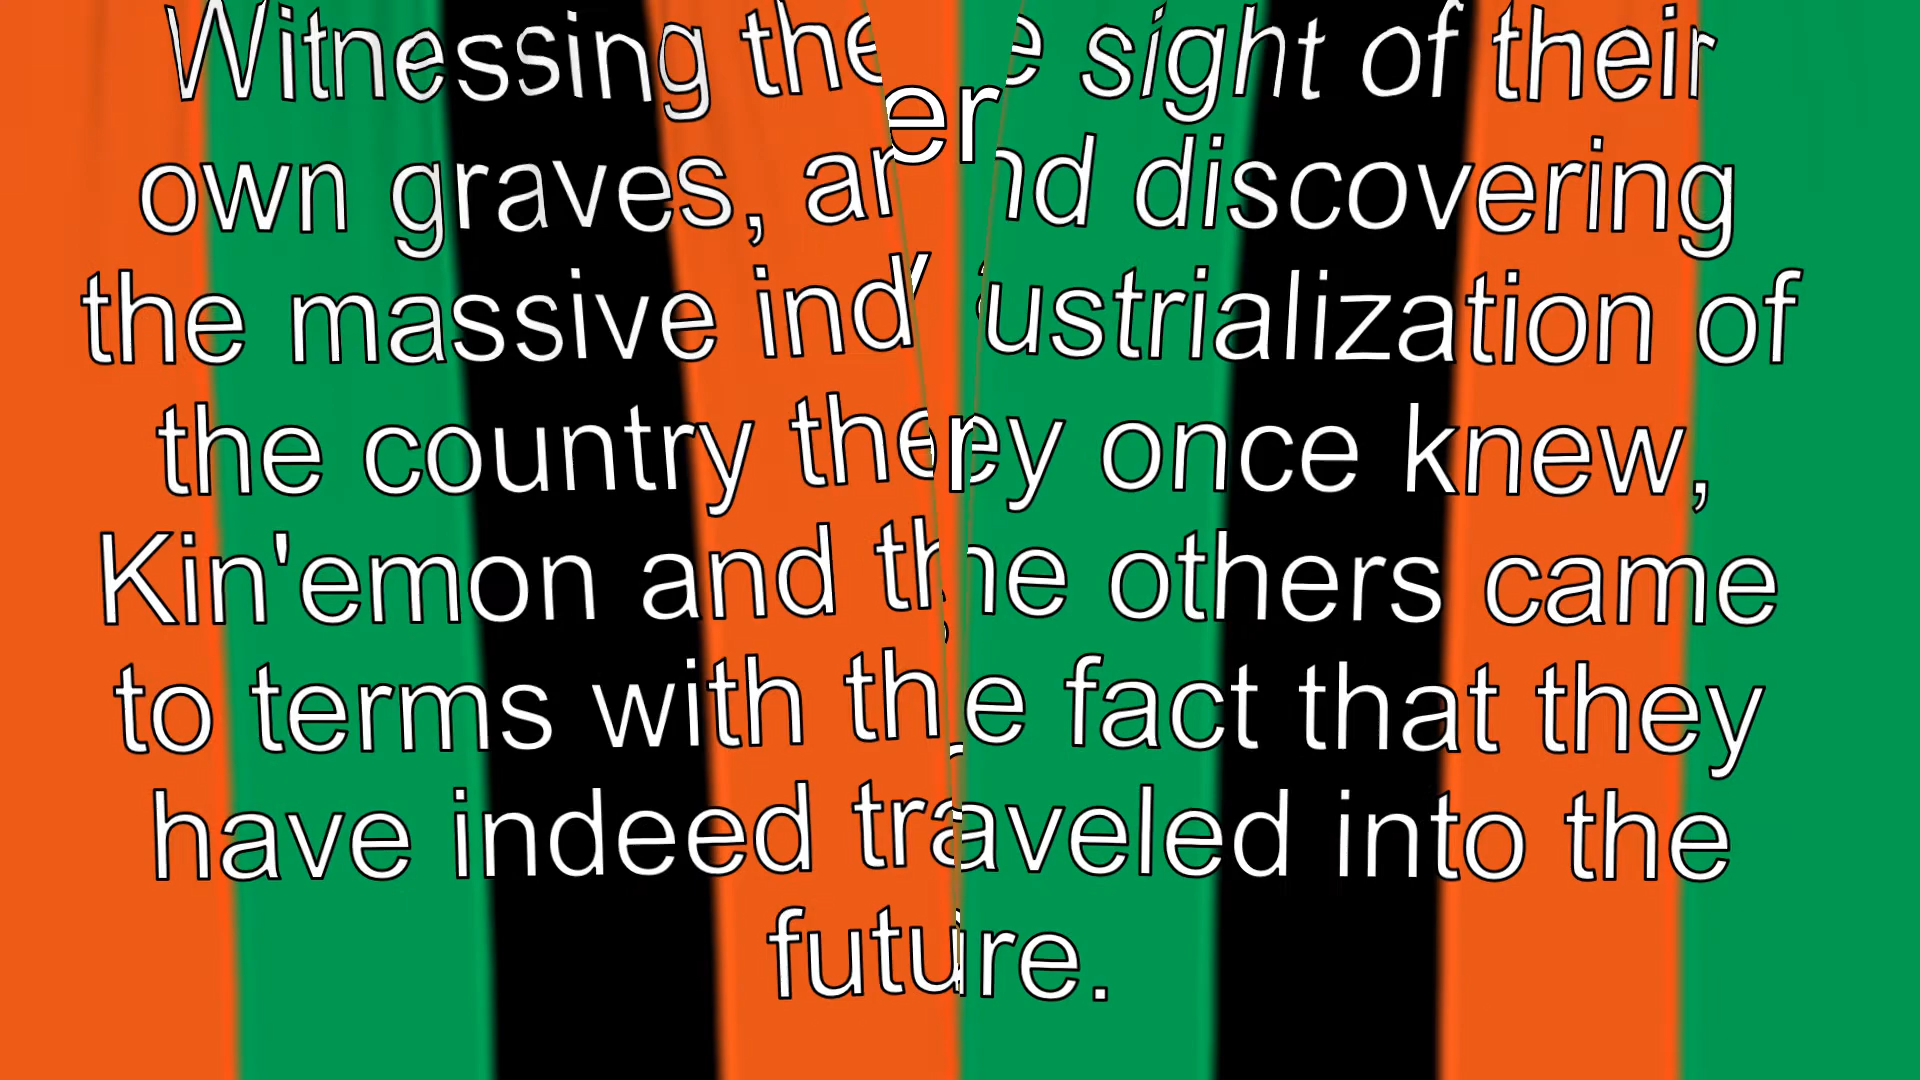 Witnessing the sight of their
own graves, and discovering
the massive industrialization of
the country they once knew,
Kin'emon and the others came
to terms with the fact that they
have indeed traveled into the
future.